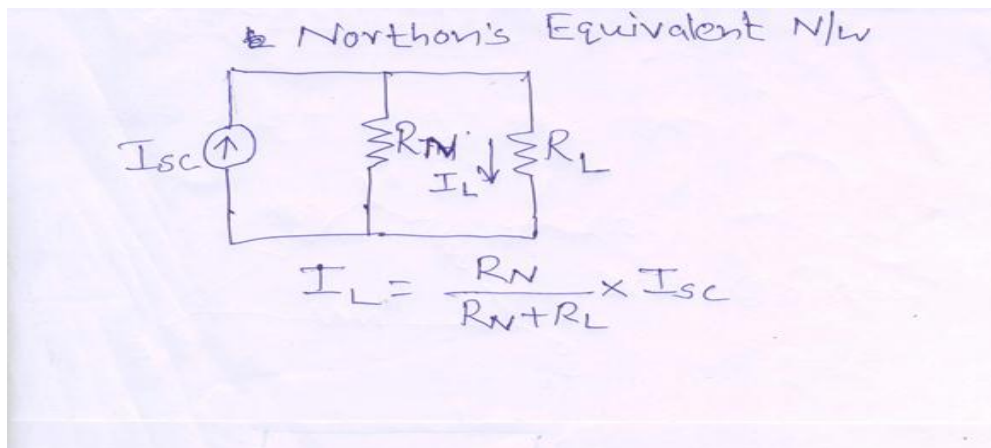 Northon's Equivalent N/w
Isc
RN
IL
RL
IL = RN / RN+RL × Isc